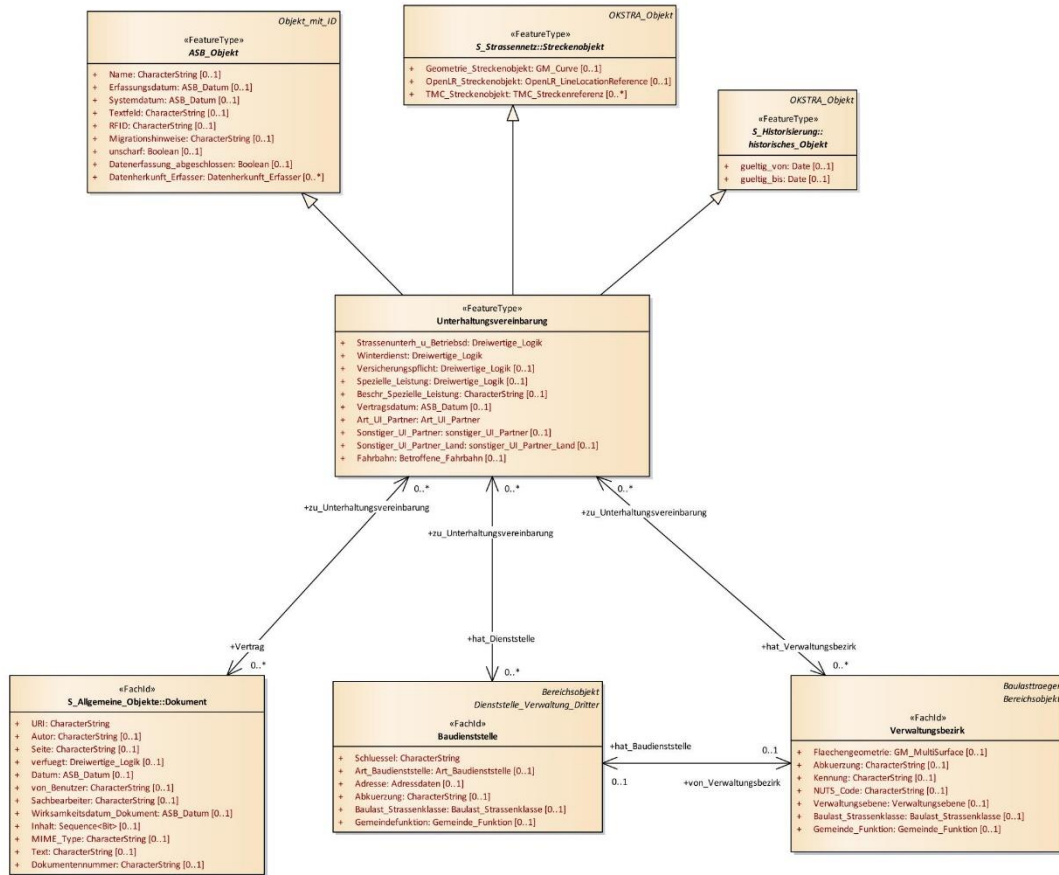 Objekt_mit_ID
«FeatureType»
ASB_Objekt
+ Name: CharacterString [0..1]
+ Erfassungsdatum: ASB_Datum [0..1]
+ Systemdatum: ASB_Datum [0..1]
+ Textfeld: CharacterString [0..1]
+ RFID: CharacterString [0..1]
+ Migrationshinweise: CharacterString [0..1]
+ unscharf: Boolean [0..1]
+ Datenerfassung_abgeschlossen: Boolean [0..1]
+ Datenherkunft_Erfasser: Datenherkunft_Erfasser [0..*]
OKSTRA_Objekt
«FeatureType»
S_Strassennetz::Streckenobjekt
+ Geometrie_Streckenobjekt: GM_Curve [0..1]
+ OpenLR_Streckenobjekt: OpenLR_LineLocationReference [0..1]
+ TMC_Streckenobjekt: TMC_Streckenreferenz [0..*]
OKSTRA_Objekt
«FeatureType»
S_Historisierung::
historisches_Objekt
+ gueltig_von: Date [0..1]
+ gueltig_bis: Date [0..1]
«FeatureType»
Unterhaltungsvereinbarung
+ Strassenunterh_u_Betriebsd: Dreiwertige_Logik
+ Winterdienst: Dreiwertige_Logik
+ Versicherungspflicht: Dreiwertige_Logik [0..1]
+ Spezielle_Leistung: Dreiwertige_Logik [0..1]
+ Beschr_Spezielle_Leistung: CharacterString [0..1]
+ Vertragsdatum: ASB_Datum [0..1]
+ Art_UI_Partner: Art_UI_Partner
+ Sonstiger_UI_Partner: sonstiger_UI_Partner [0..1]
+ Sonstiger_UI_Partner_Land: sonstiger_UI_Partner_Land [0..1]
+ Fahrbahn: Betroffene_Fahrbahn [0..1]
0..*
0..*
0..*
+zu_Unterhaltungsvereinbarung
+zu_Unterhaltungsvereinbarung
+zu_Unterhaltungsvereinbarung
+Vertrag
0..*
+hat_Dienststelle
0..*
+hat_Verwaltungsbezirk
0..*
«FachId»
S_Allgemeine_Objekte::Dokument
+ URI: CharacterString
+ Autor: CharacterString [0..1]
+ Seite: CharacterString [0..1]
+ verfuegt: Dreiwertige_Logik [0..1]
+ Datum: ASB_Datum [0..1]
+ von_Benutzer: CharacterString [0..1]
+ Sachbearbeiter: CharacterString [0..1]
+ Wirksamkeitsdatum_Dokument: ASB_Datum [0..1]
+ Inhalt: Sequence<Bit> [0..1]
+ MIME_Type: CharacterString [0..1]
+ Text: CharacterString [0..1]
+ Dokumentennummer: CharacterString [0..1]
Bereichsobjekt
Dienststelle_Verwaltung_Dritter
«FachId»
Baudienststelle
+ Schluessel: CharacterString
+ Art_Baudienststelle: Art_Baudienststelle [0..1]
+ Adresse: Adressdaten [0..1]
+ Abkuerzung: CharacterString [0..1]
+ Baulast_Strassenklasse: Baulast_Strassenklasse [0..1]
+ Gemeindefunktion: Gemeinde_Funktion [0..1]
+hat_Baudienststelle
0..1
0..1
+von_Verwaltungsbezirk
Baulasttraeger
Bereichsobjekt
«FachId»
Verwaltungsbezirk
+ Flaechengeometrie: GM_MultiSurface [0..1]
+ Abkuerzung: CharacterString [0..1]
+ Kennung: CharacterString [0..1]
+ NUTS_Code: CharacterString [0..1]
+ Verwaltungsebene: Verwaltungsebene [0..1]
+ Baulast_Strassenklasse: Baulast_Strassenklasse [0..1]
+ Gemeinde_Funktion: Gemeinde_Funktion [0..1]